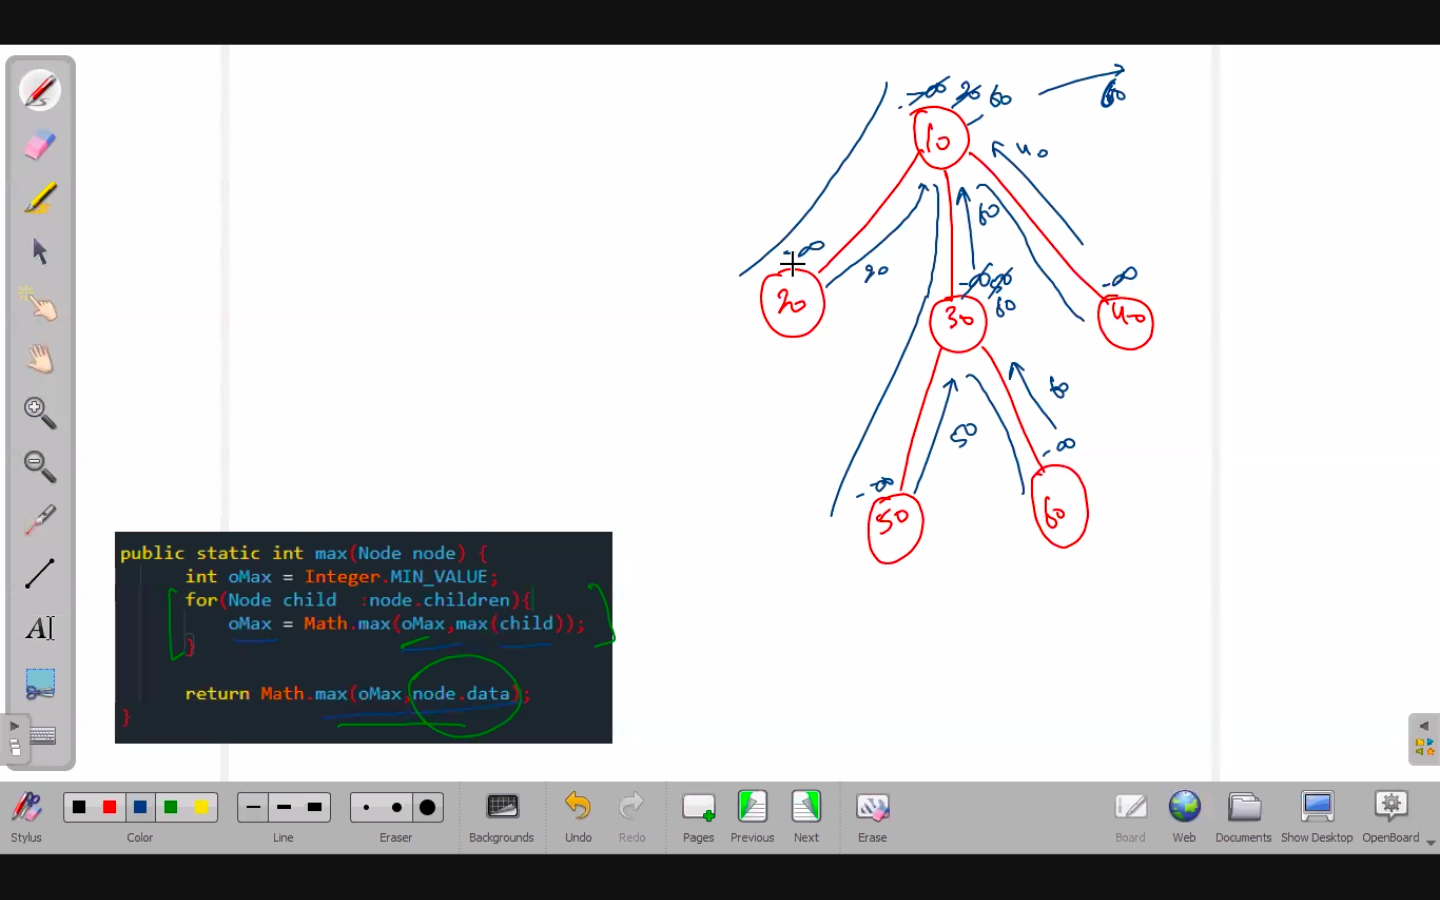 -∞ 20 60
60
10
40
60
-∞
20
20
-∞ 50
60
30
-∞
40
60
50
-∞
-∞
50
60
public static int max(Node node) {
int oMax = Integer.MIN_VALUE;
for(Node child :node.children){
oMax = Math.max(oMax,max(child));
}
return Math.max(oMax,node.data);
}
A
Stylus
Color
Line
Eraser
Backgrounds
Undo
Redo
Pages
Previous
Next
Erase
Board
Web
Documents
Show Desktop
OpenBoard